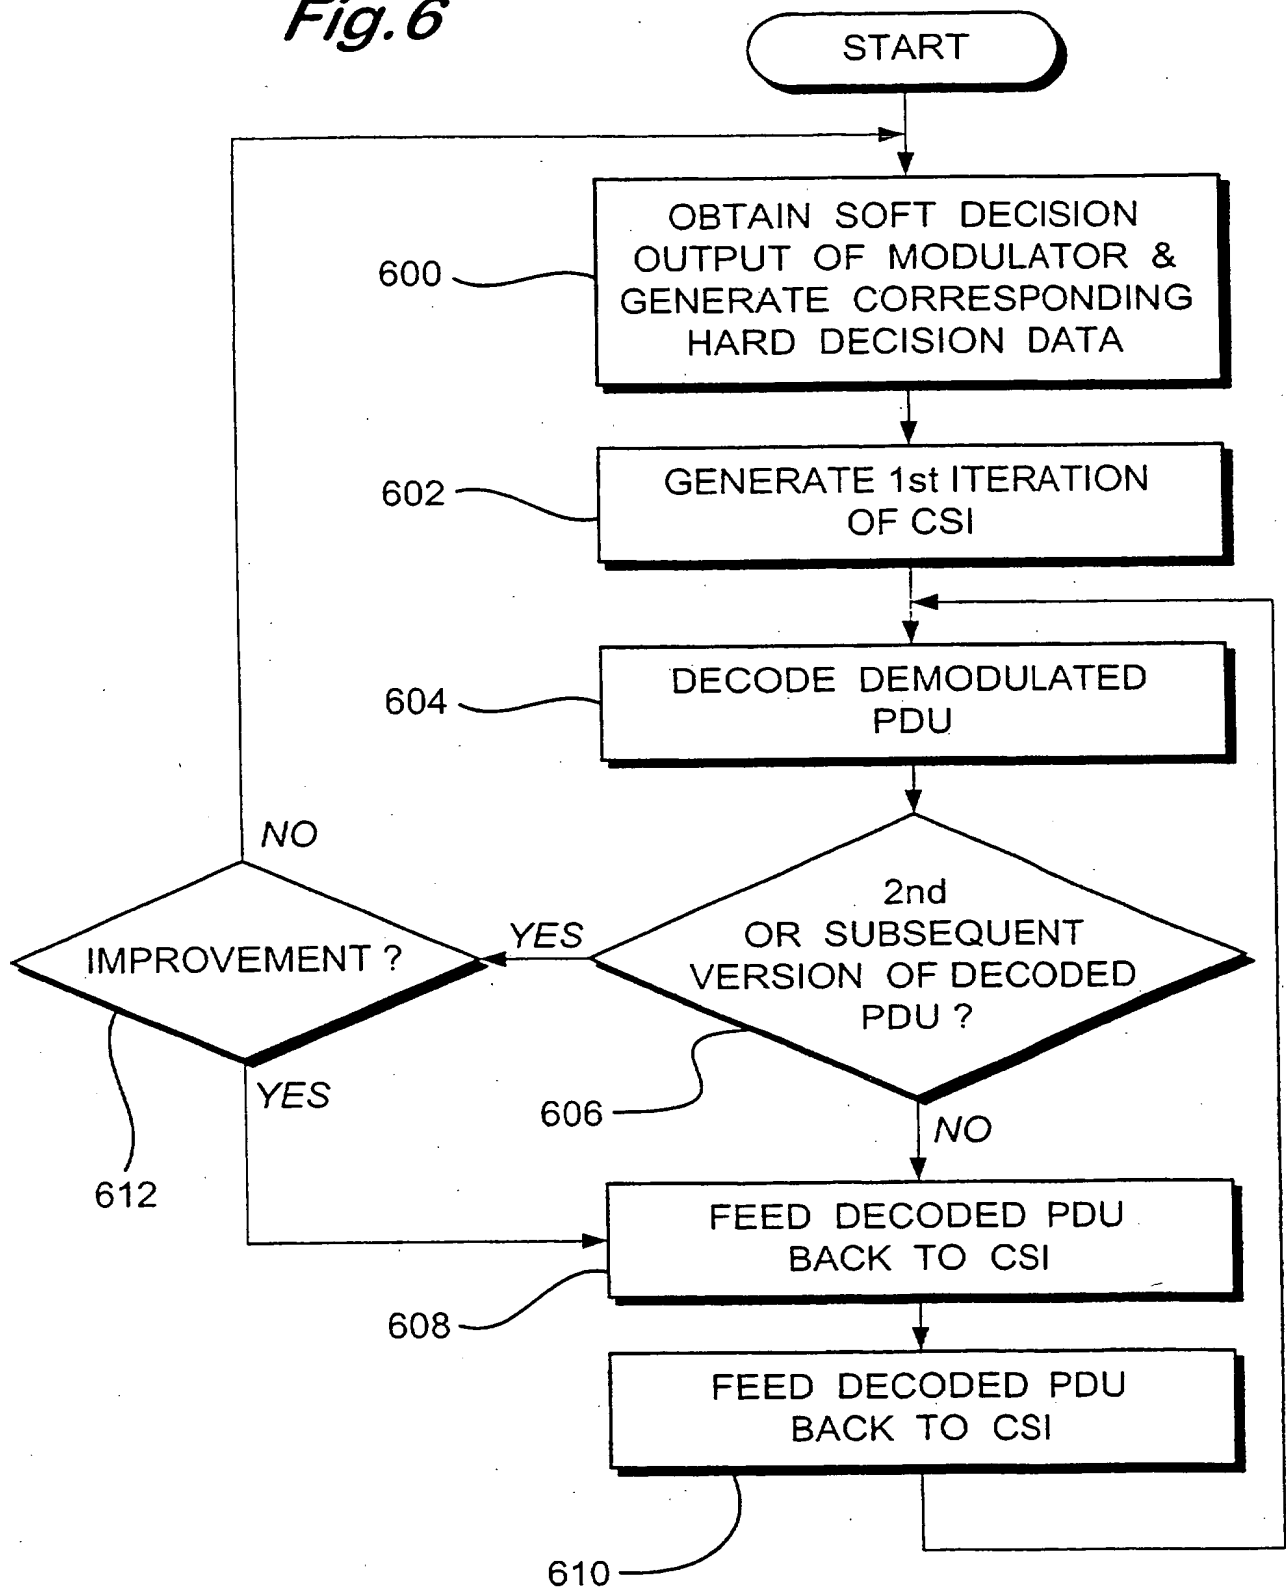 Fig.6
START
OBTAIN SOFT DECISION
OUTPUT OF MODULATOR &
GENERATE CORRESPONDING
HARD DECISION DATA
600
GENERATE 1st ITERATION
OF CSI
602
DECODE DEMODULATED
PDU
604
NO
2nd
OR SUBSEQUENT
VERSION OF DECODED
PDU ?
YES
IMPROVEMENT ?
YES
606
NO
612
FEED DECODED PDU
BACK TO CSI
608
FEED DECODED PDU
BACK TO CSI
610